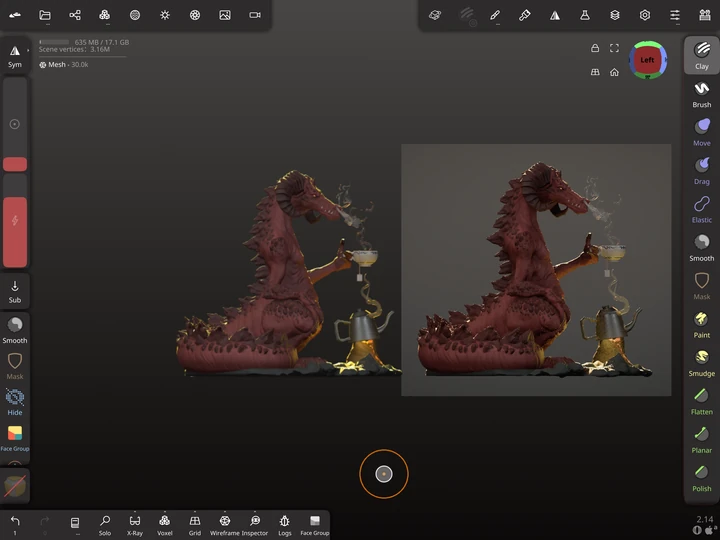 635 MB / 17.1 GB
Scene vertices: 3.16M
Mesh - 30.0k
Left
Sym
Sub
Smooth
Mask
Hide
Face Group
Clay
Brush
Move
Drag
Elastic
Smooth
Mask
Paint
Smudge
Flatten
Planar
Polish
1
0
...
Solo
X-Ray
Voxel
Grid
Wireframe
Inspector
Logs
Face Group
2.14